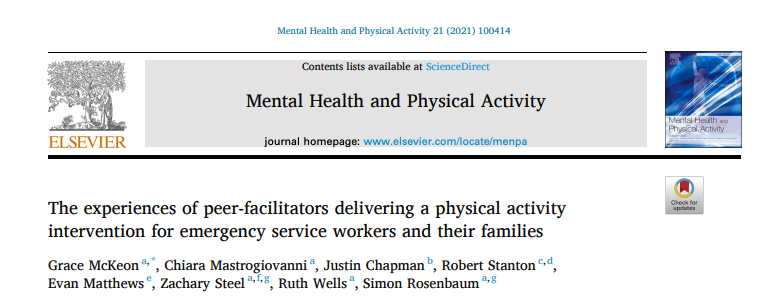 Mental Health and Physical Activity 21 (2021) 100414
Contents lists available at ScienceDirect
Mental Health and Physical Activity
journal homepage: www.elsevier.com/locate/menpa
ELSEVIER
Mental Health and
Physical Activity
Check for
updates
The experiences of peer-facilitators delivering a physical activity
intervention for emergency service workers and their families
Grace McKeon a,*, Chiara Mastrogiovanni a, Justin Chapman b, Robert Stanton c,d,
Evan Matthews e, Zachary Steel a,f,g, Ruth Wells a, Simon Rosenbaum a,g